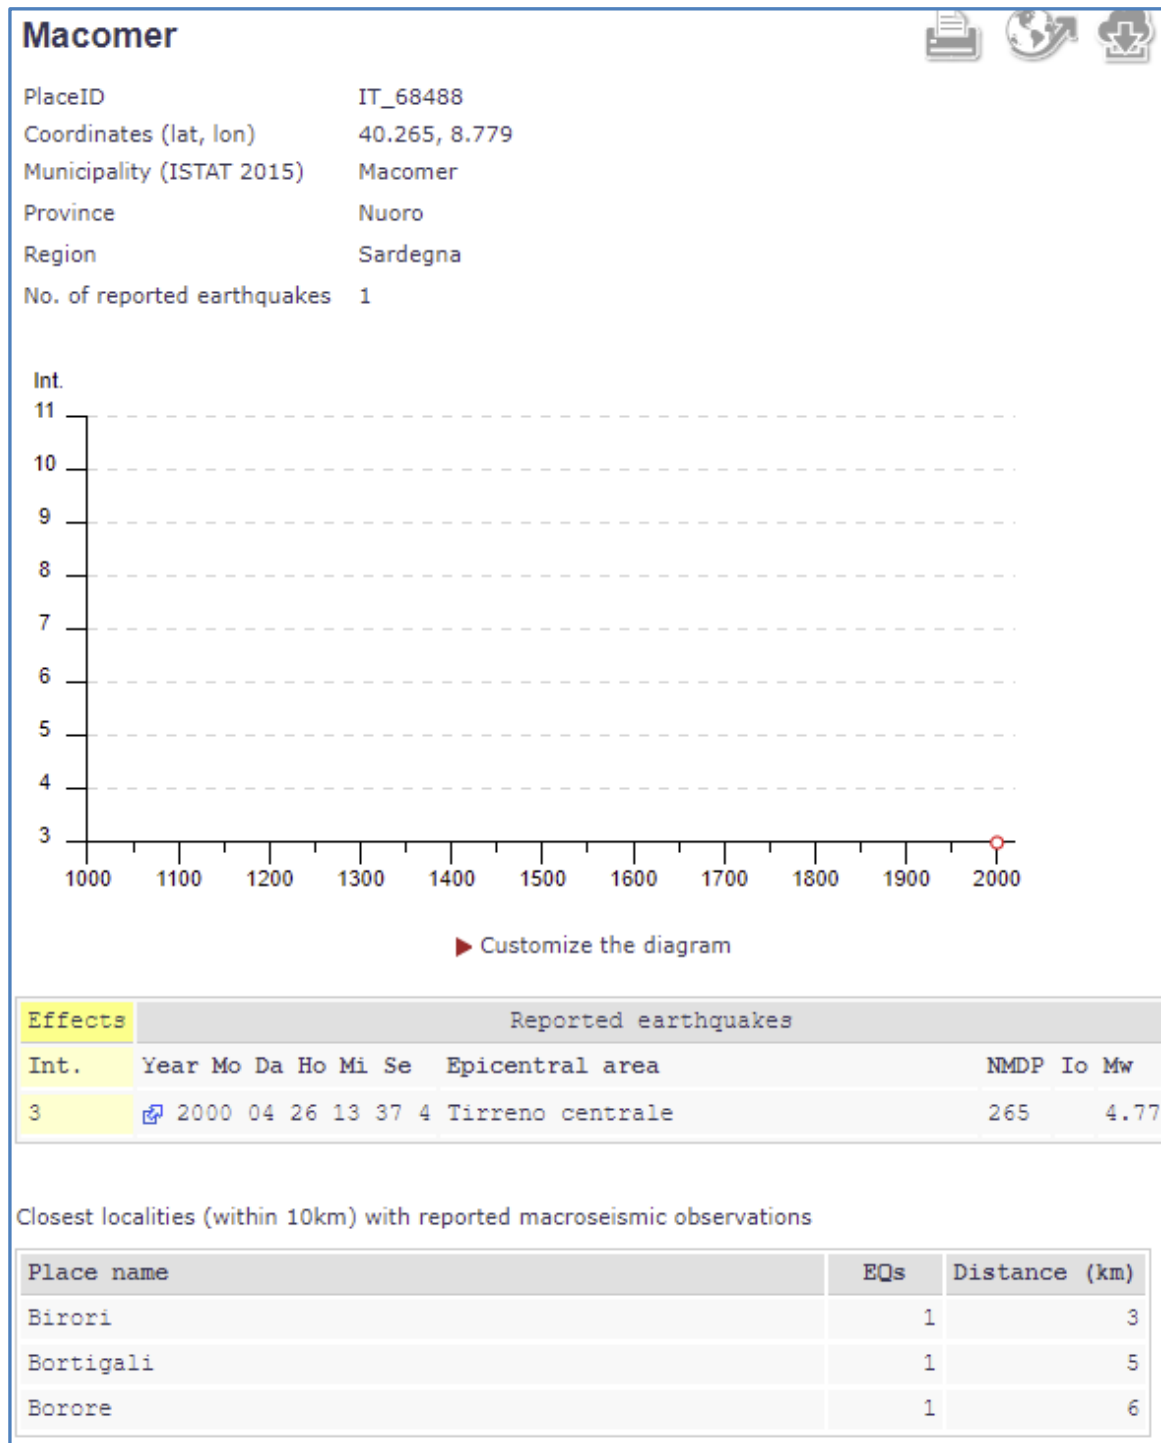 Macomer
PlaceID IT_68488
Coordinates (lat, lon) 40.265, 8.779
Municipality (ISTAT 2015) Macomer
Province Nuoro
Region Sardegna
No. of reported earthquakes 1
Int.
11
10
9
8
7
6
5
4
3
1000 1100 1200 1300 1400 1500 1600 1700 1800 1900 2000
Customize the diagram
Effects Reported earthquakes
Int. Year Mo Da Ho Mi Se Epicentral area NMDP Io Mw
3 2000 04 26 13 37 4 Tirreno centrale 265 4.77
Closest localities (within 10km) with reported macroseismic observations
Place name EQs Distance (km)
Birori 1 3
Bortigali 1 5
Borore 1 6